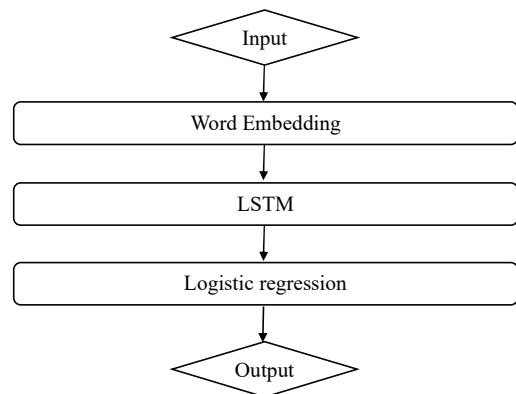 Input
Word Embedding
LSTM
Logistic regression
Output